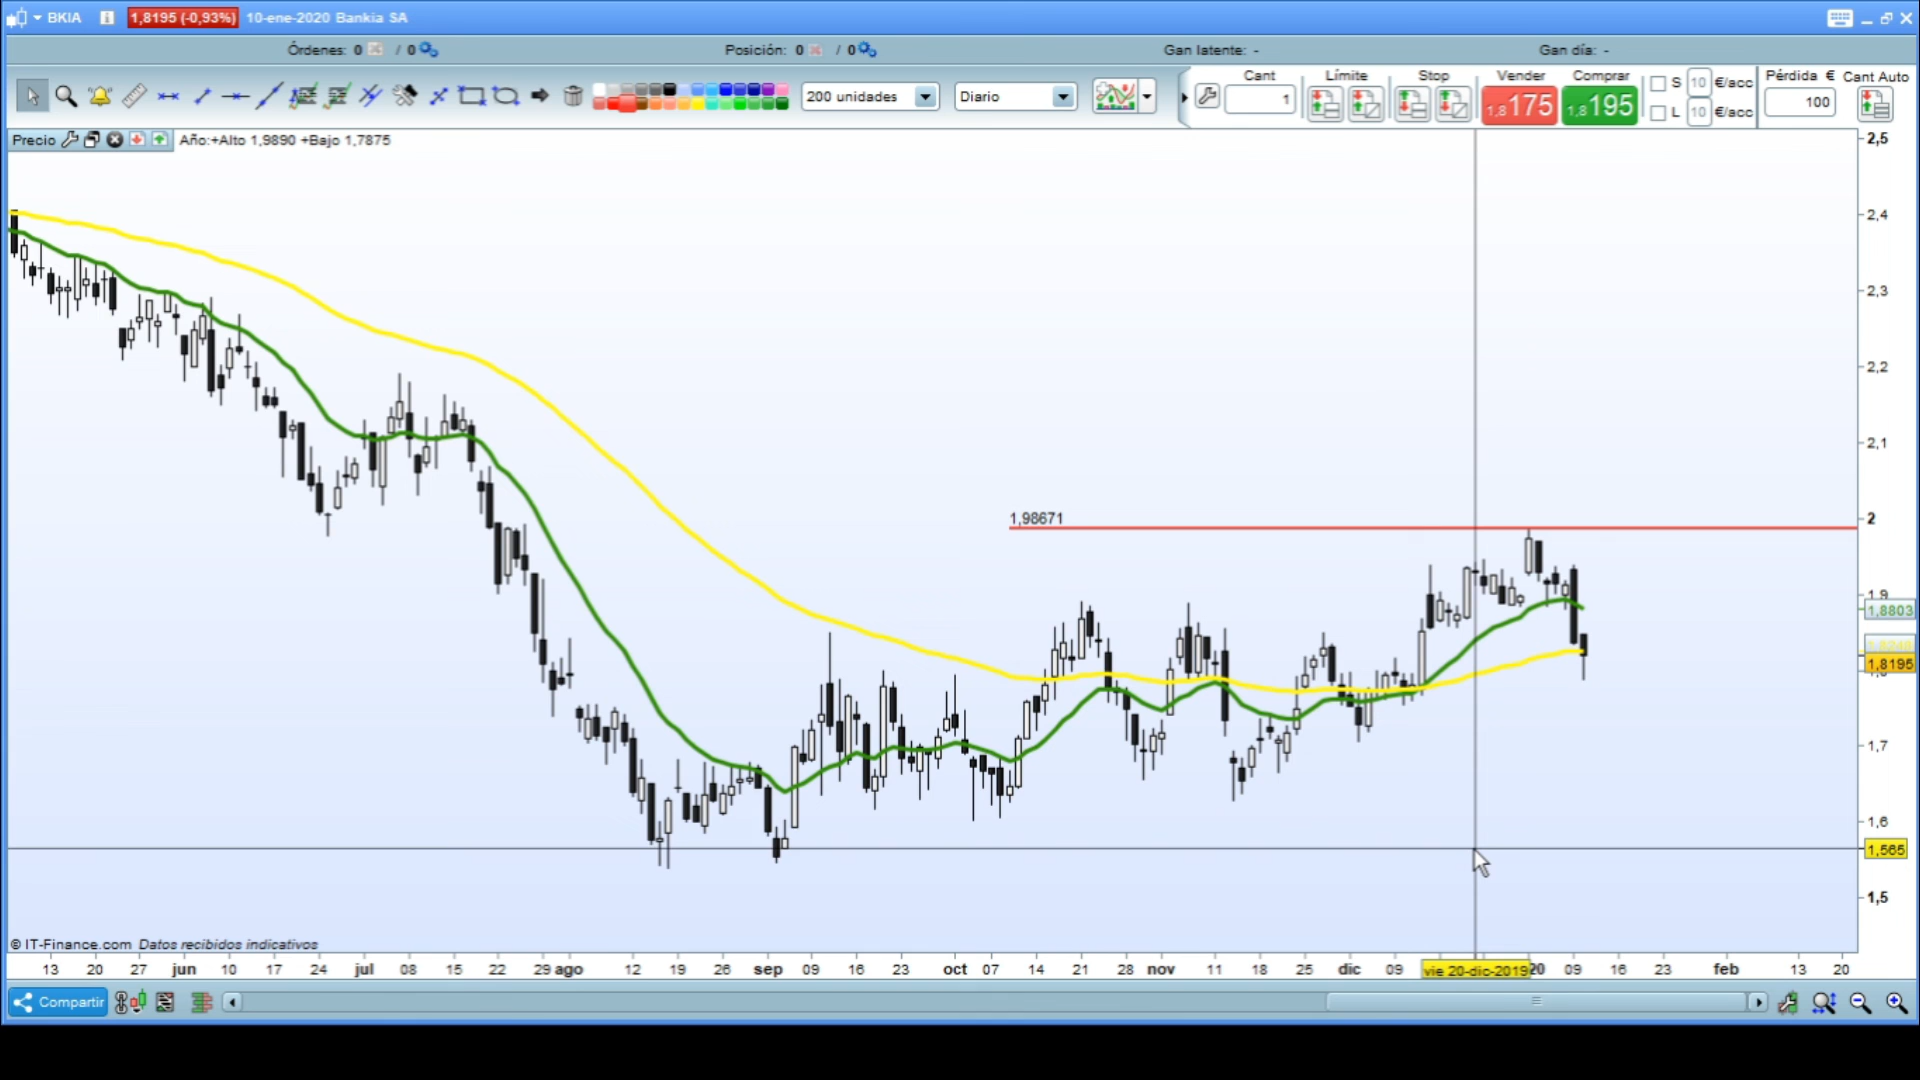 BKIA 1,8195 (-0,93%) 10-ene-2020 Bankia SA
Órdenes: 0 / 0 Posición: 0 / 0 Gan latente: - Gan día: -
Cant Límite Stop Vender Comprar S 10 €/acc Pérdida € Cant Auto
200 unidades Diario 1 1,8175 1,8195 L 10 €/acc 100
Precio Año:+Alto 1,9890 +Bajo 1,7875
2,5
2,4
2,3
2,2
2,1
1,98671
2
1,9
1,8803
1,8195
1,8
1,7
1,6
1,565
1,5
© IT-Finance.com Datos recibidos indicativos
13 20 27 jun 10 17 24 jul 08 15 22 29 ago 12 19 26 sep 09 16 23 oct 07 14 21 28 nov 11 18 25 dic 09 vie 20-dic-2019 20 09 16 23 feb 13 20
Compartir